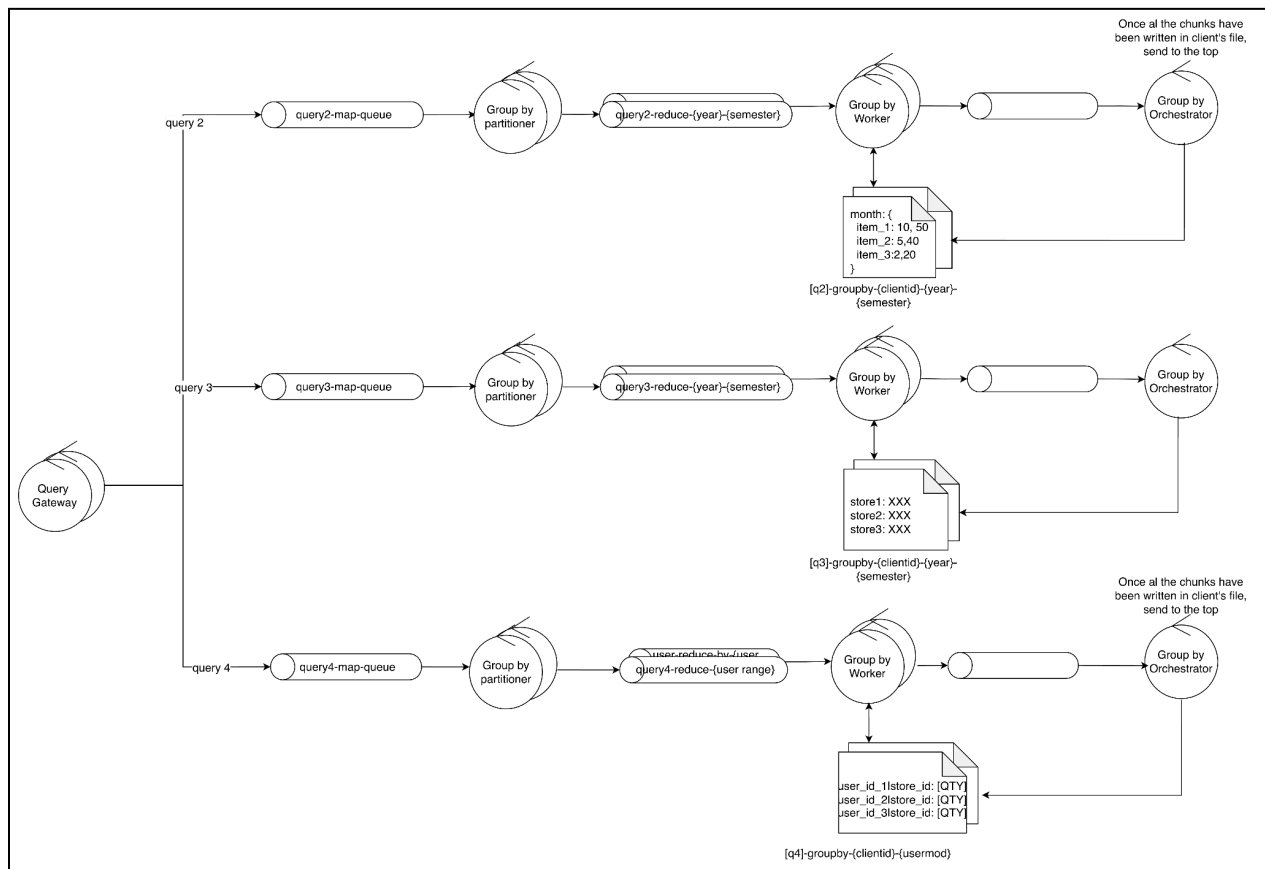 Once al the chunks have
been written in client's file,
send to the top
query 2
query2-map-queue
Group by
partitioner
query2-reduce-{year}-{semester}
Group by
Worker
Group by
Orchestrator
month: {
item_1: 10, 50
item_2: 5,40
item_3:2,20
}
[q2]-groupby-{clientid}-{year}-
{semester}
query 3
query3-map-queue
Group by
partitioner
query3-reduce-{year}-{semester}
Group by
Worker
Group by
Orchestrator
Query
Gateway
store1: XXX
store2: XXX
store3: XXX
[q3]-groupby-{clientid}-{year}-
{semester}
Once al the chunks have
been written in client's file,
send to the top
query 4
query4-map-queue
Group by
partitioner
user-reduce-by-{user
query4-reduce-{user range}
Group by
Worker
Group by
Orchestrator
user_id_1|store_id: [QTY]
user_id_2|store_id: [QTY]
user_id_3|store_id: [QTY]
[q4]-groupby-{clientid}-{usermod}